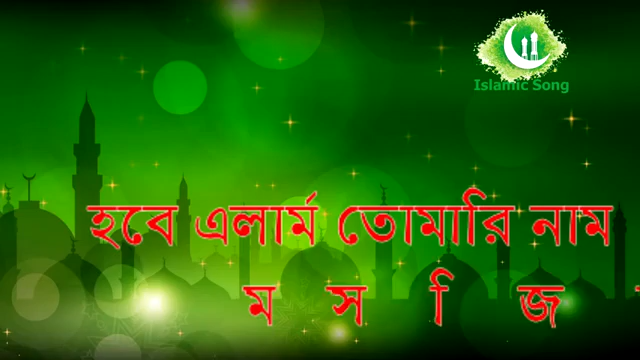 Islamic Song
হবে এলার্ম তোমারি নাম
ম স ি জ